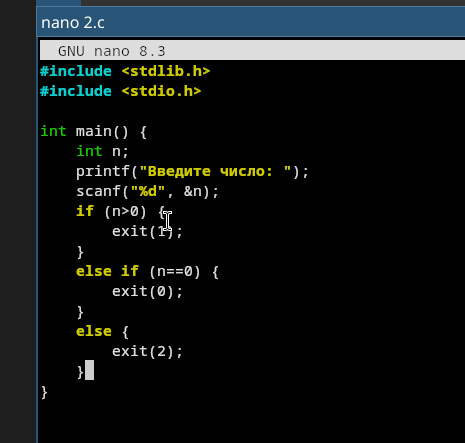 nano 2.c
GNU nano 8.3
#include <stdlib.h>
#include <stdio.h>
int main() {
    int n;
    printf("Введите число: ");
    scanf("%d", &n);
    if (n>0) {
        exit(1);
    }
    else if (n==0) {
        exit(0);
    }
    else {
        exit(2);
    }
}